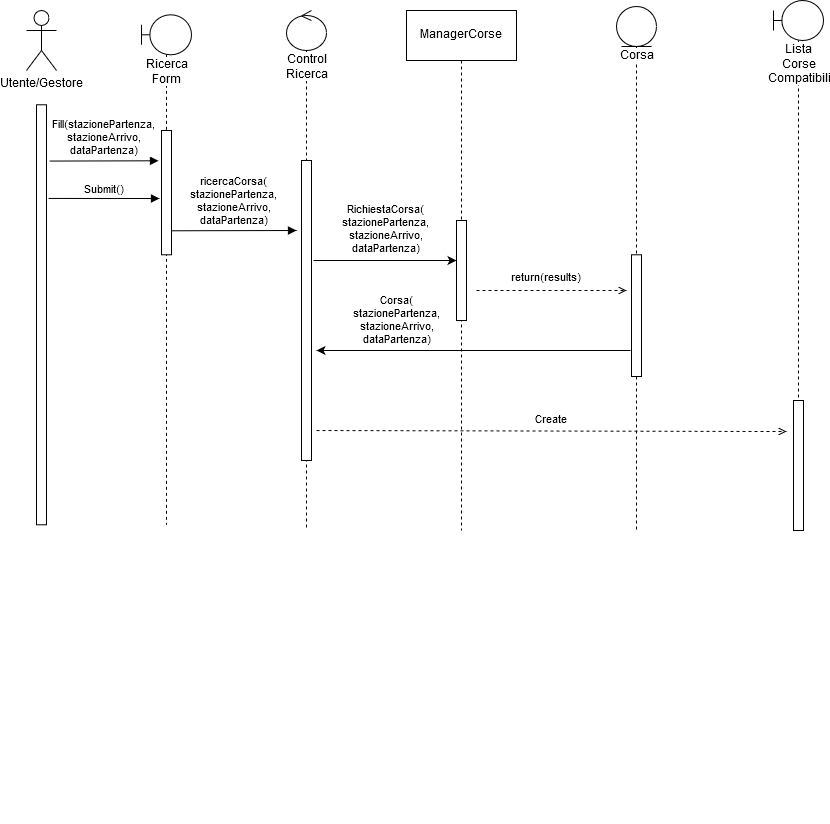 Utente/Gestore
Ricerca
Form
Control
Ricerca
ManagerCorse
Corsa
Lista
Corse
Compatibili
Fill(stazionePartenza,
stazioneArrivo,
dataPartenza)
Submit()
ricercaCorsa(
stazionePartenza,
stazioneArrivo,
dataPartenza)
RichiestaCorsa(
stazionePartenza,
stazioneArrivo,
dataPartenza)
return(results)
Corsa(
stazionePartenza,
stazioneArrivo,
dataPartenza)
Create